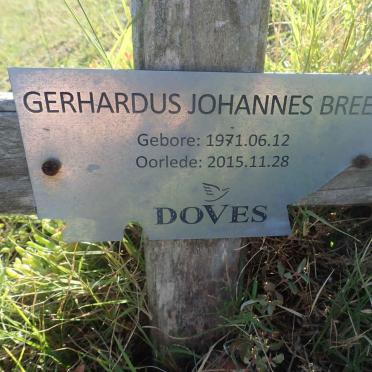 GERHARDUS JOHANNES BREE
Gebore: 1971.06.12
Oorlede: 2015.11.28
DOVES